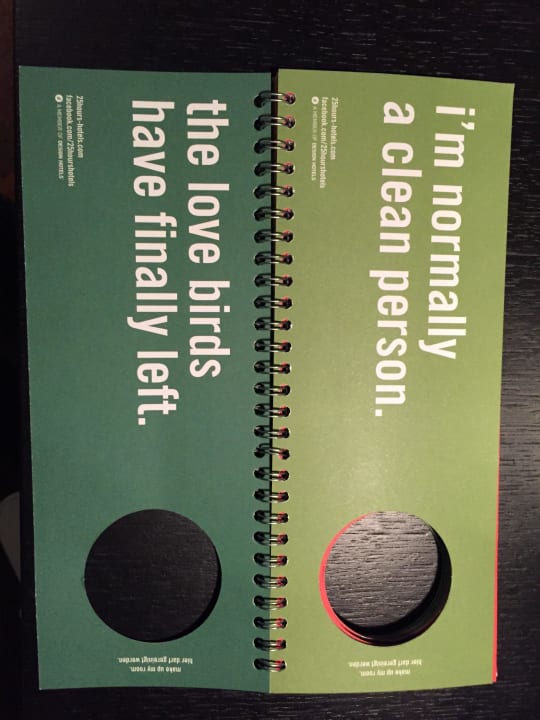 i'm normally
a clean person.
25hours-hotels.com
facebook.com/25hourshotels
A MEMBER OF DESIGN HOTELS
make up my room.
hier darf gereinigt werden.
the love birds
have finally left.
25hours-hotels.com
facebook.com/25hourshotels
A MEMBER OF DESIGN HOTELS
make up my room.
hier darf gereinigt werden.